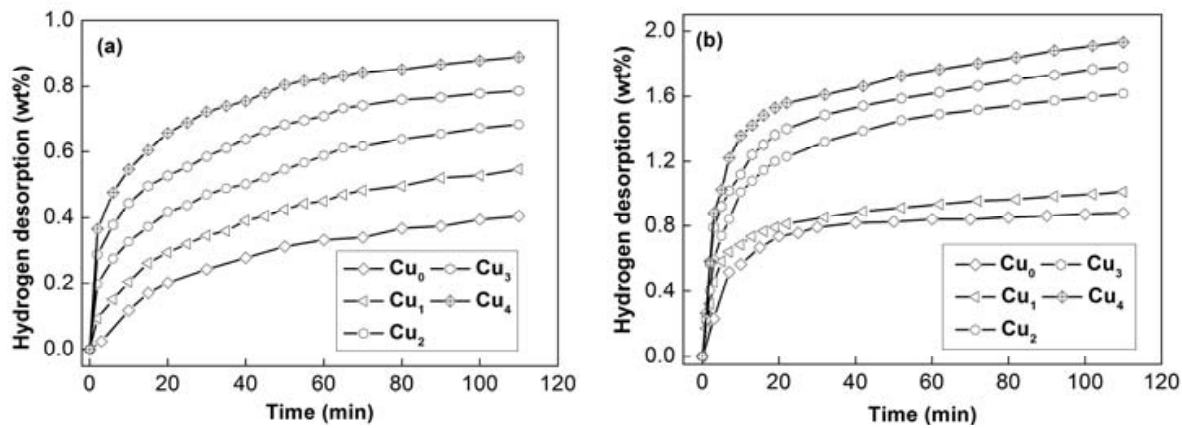 (a)
Hydrogen desorption (wt%)
1.0
0.8
0.6
0.4
0.2
0.0
Cu₀ Cu₃
Cu₁ Cu₄
Cu₂
0 20 40 60 80 100 120
Time (min)
(b)
Hydrogen desorption (wt%)
2.0
1.6
1.2
0.8
0.4
0.0
Cu₀ Cu₃
Cu₁ Cu₄
Cu₂
0 20 40 60 80 100 120
Time (min)